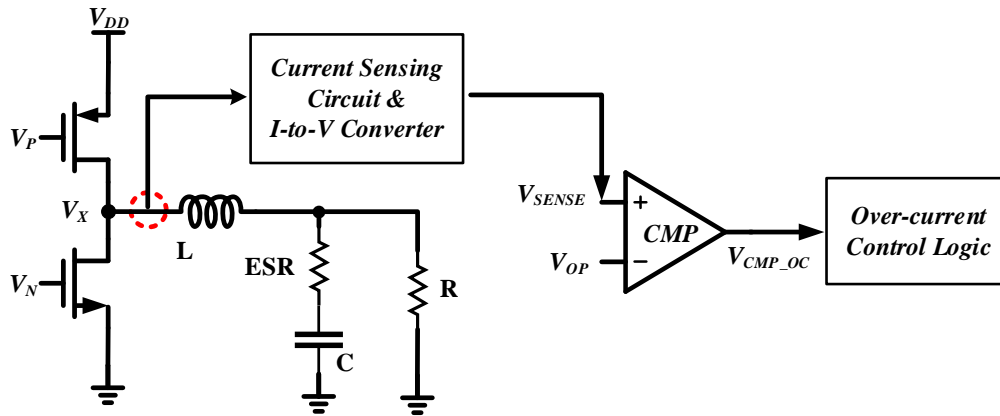 V_DD
Current Sensing
Circuit &
I-to-V Converter
V_P
V_X
L
V_SENSE
+
CMP
V_OP
−
V_CMP_OC
Over-current
Control Logic
V_N
ESR
R
C